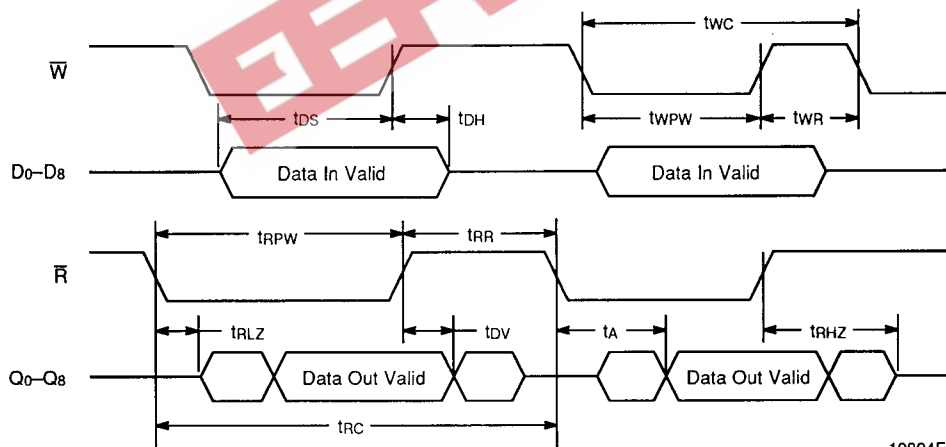 tWC
W
tDS tDH tWPW tWR
D0–D8 Data In Valid Data In Valid
tRPW tRR
R
tRLZ tDV tA tRHZ
Q0–Q8 Data Out Valid Data Out Valid
tRC